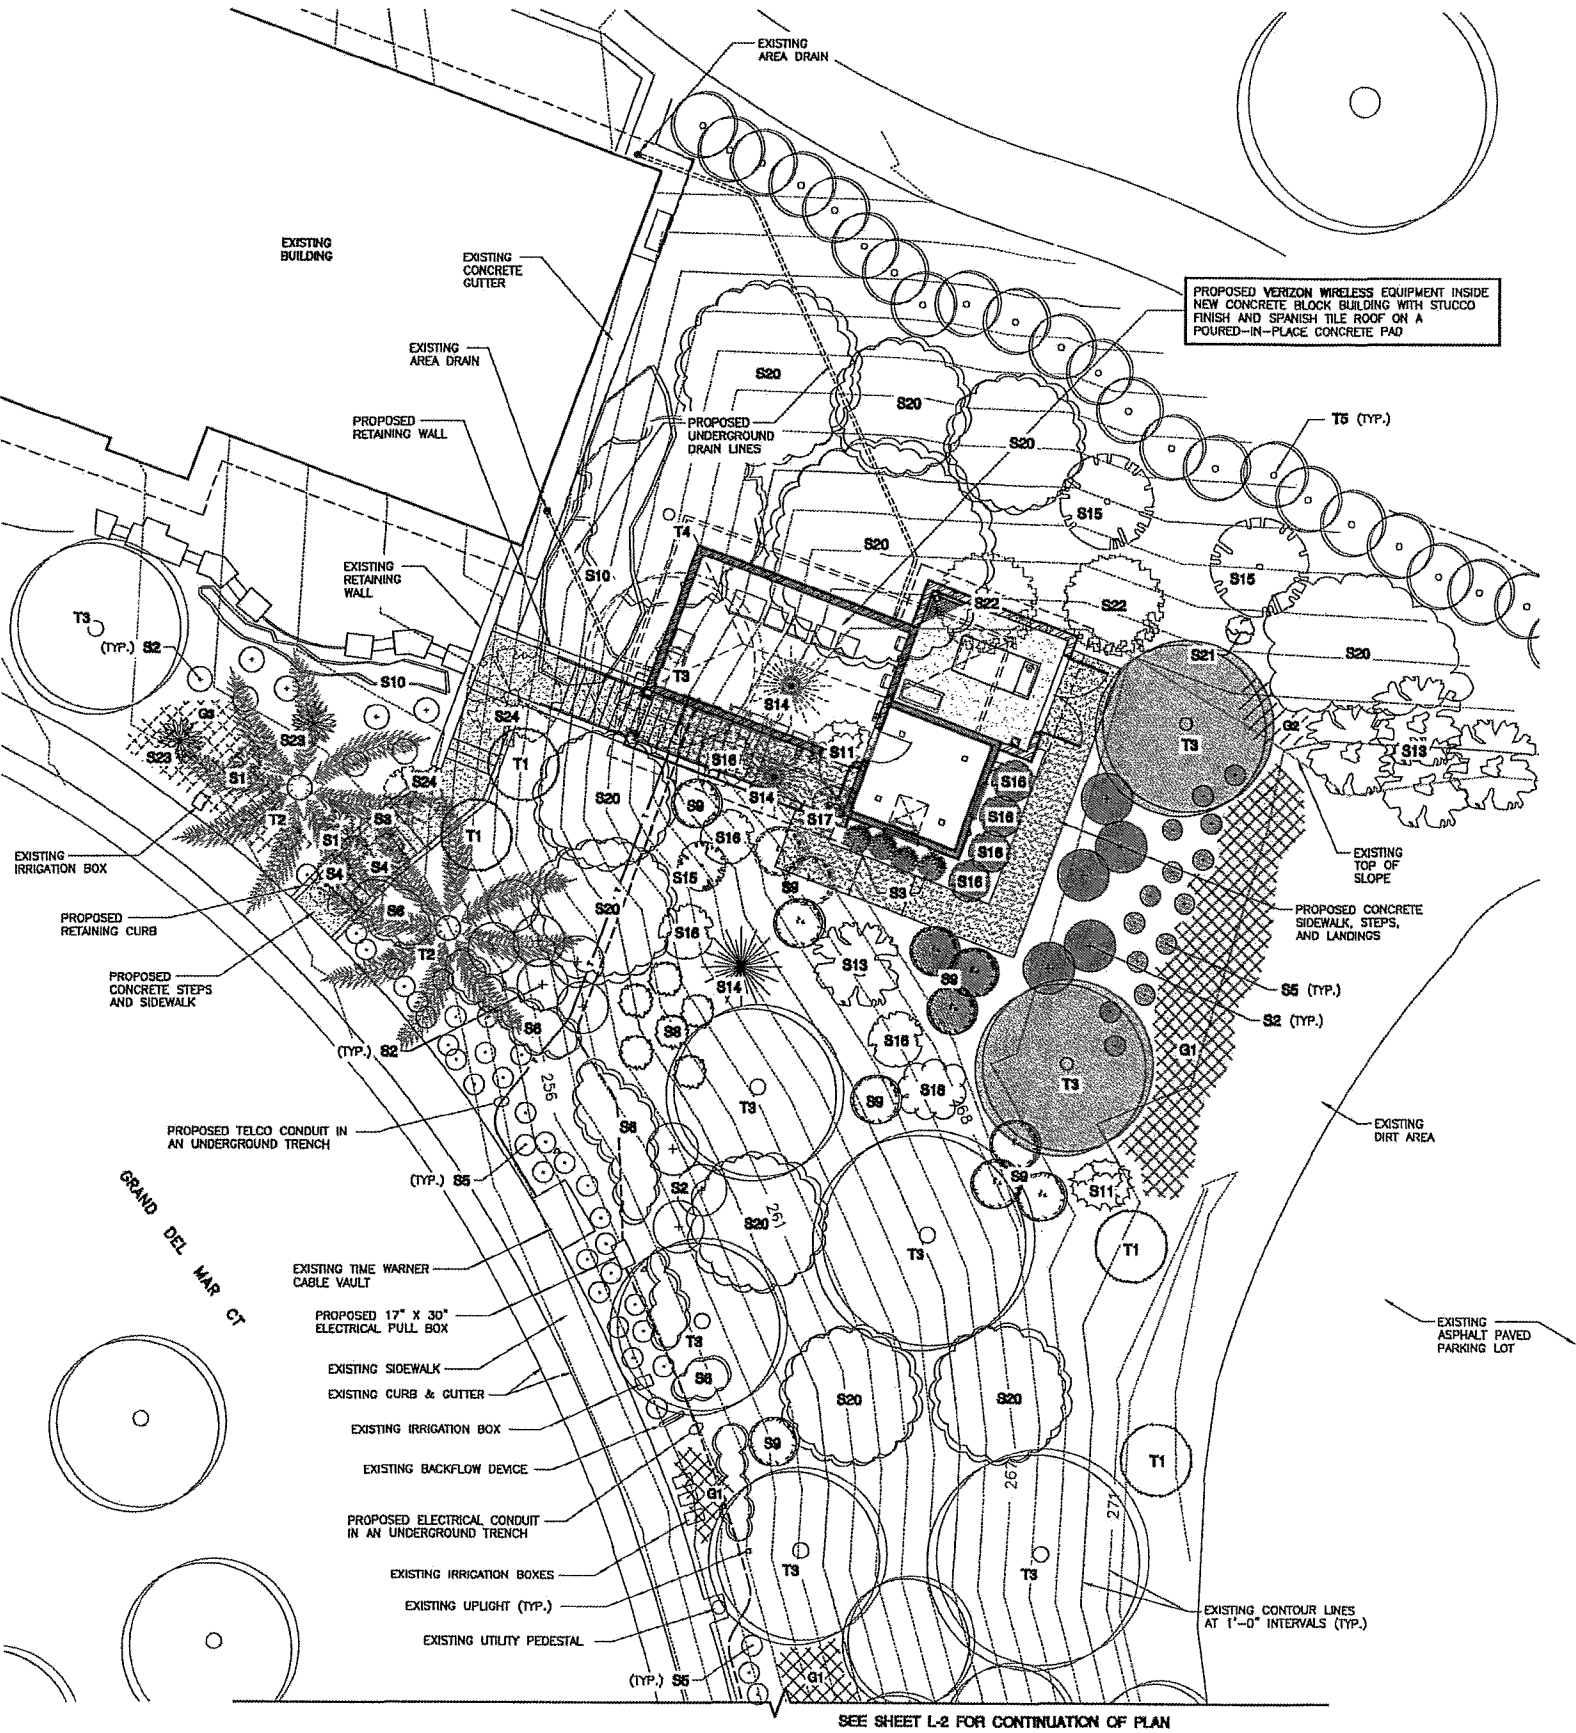 EXISTING
AREA DRAIN
EXISTING
BUILDING
EXISTING
CONCRETE
GUTTER
PROPOSED VERIZON WIRELESS EQUIPMENT INSIDE
NEW CONCRETE BLOCK BUILDING WITH STUCCO
FINISH AND SPANISH TILE ROOF ON A
POURED-IN-PLACE CONCRETE PAD
EXISTING
AREA DRAIN
S20
S20
PROPOSED
RETAINING WALL
PROPOSED
UNDERGROUND
DRAIN LINES
S20
T5 (TYP.)
S15
T4
S20
EXISTING
RETAINING
WALL
S10
S15
S22
S22
T3
(TYP.) S2
S21
S20
S10
T3
S14
G3
S24
S23
S23
G2
T3
S13
S11
S16
T1
S1
S24
S16
T2
S20
S9
S14
S3
S17
S16
S1
T1
S16
S16
EXISTING
IRRIGATION BOX
S4
S4
S15
S9
S3
S16
EXISTING
TOP OF
SLOPE
S6
S20
PROPOSED
RETAINING CURB
PROPOSED CONCRETE
SIDEWALK, STEPS,
AND LANDINGS
S16
T2
S13
S9
PROPOSED
CONCRETE STEPS
AND SIDEWALK
S14
S5 (TYP.)
S2 (TYP.)
S6
S8
(TYP.) S2
S16
G1
256
T3
T3
S9
S18
268
PROPOSED TELCO CONDUIT IN
AN UNDERGROUND TRENCH
S6
EXISTING
DIRT AREA
(TYP.) S5
S2
S9
S11
GRAND DEL MAR CT
S20
261
T3
T1
EXISTING TIME WARNER
CABLE VAULT
PROPOSED 17" X 30"
ELECTRICAL PULL BOX
T3
EXISTING
ASPHALT PAVED
PARKING LOT
EXISTING SIDEWALK
S6
EXISTING CURB & GUTTER
S20
S20
EXISTING IRRIGATION BOX
S9
T1
EXISTING BACKFLOW DEVICE
267
G1
271
PROPOSED ELECTRICAL CONDUIT
IN AN UNDERGROUND TRENCH
T3
T3
EXISTING IRRIGATION BOXES
EXISTING UPLIGHT (TYP.)
EXISTING CONTOUR LINES
AT 1'-0" INTERVALS (TYP.)
EXISTING UTILITY PEDESTAL
(TYP.) S5
G1
SEE SHEET L-2 FOR CONTINUATION OF PLAN